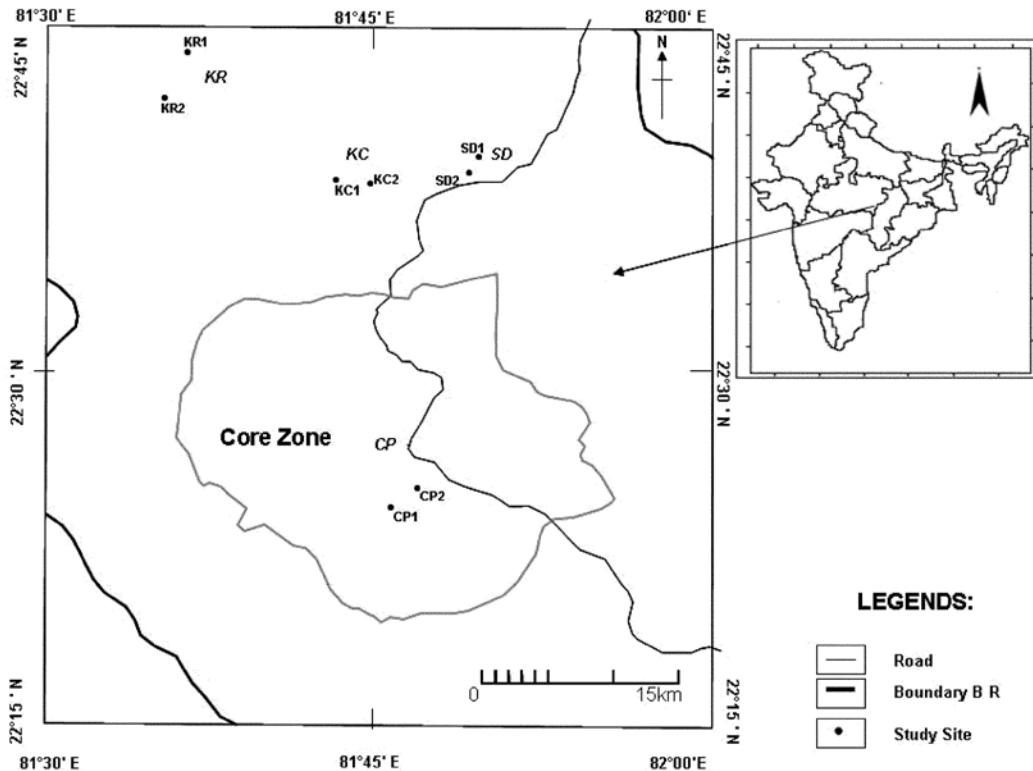 81°30' E
81°45' E
82°00' E
22°45' N
KR1
KR
KR2
N
22°45' N
KC
SD1
SD
SD2
KC1
KC2
22°30' N
22°30' N
Core Zone
CP
CP2
CP1
LEGENDS:
Road
Boundary B R
Study Site
0
15km
22°15' N
22°15' N
81°30' E
81°45' E
82°00' E